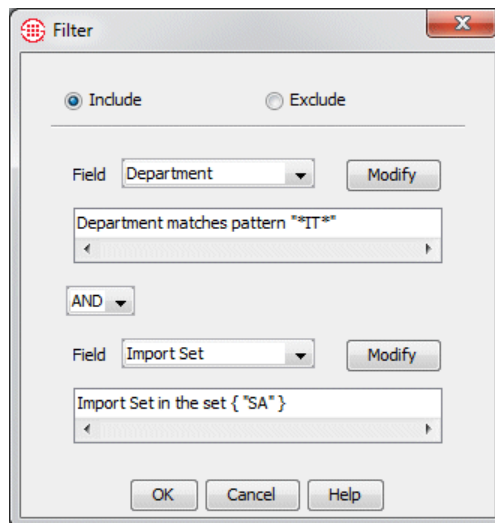 Filter
Include Exclude
Field Department Modify
Department matches pattern "*IT*"
AND
Field Import Set Modify
Import Set in the set { "SA" }
OK Cancel Help